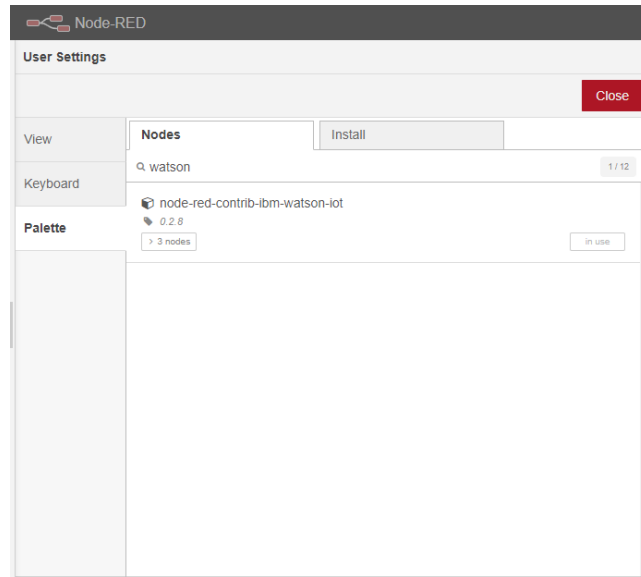 Node-RED
User Settings
Close
View
Keyboard
Palette
Nodes
Install
watson
1 / 12
node-red-contrib-ibm-watson-iot
0.2.8
> 3 nodes
in use